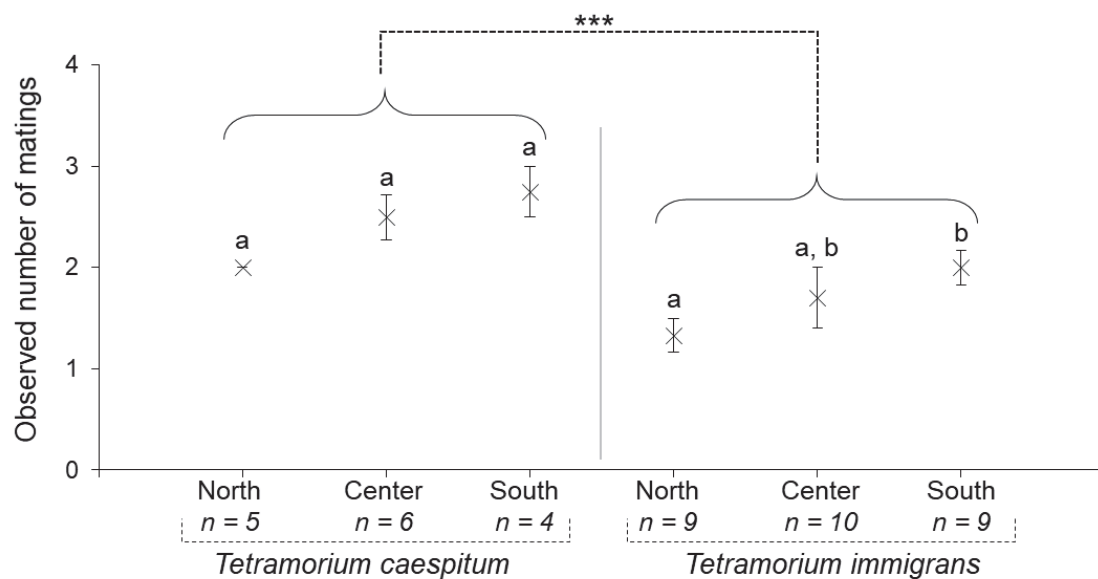 ***
Observed number of matings
4
3
2
1
0
a
a
a
a
a, b
b
North Center South North Center South
n = 5 n = 6 n = 4 n = 9 n = 10 n = 9
Tetramorium caespitum Tetramorium immigrans